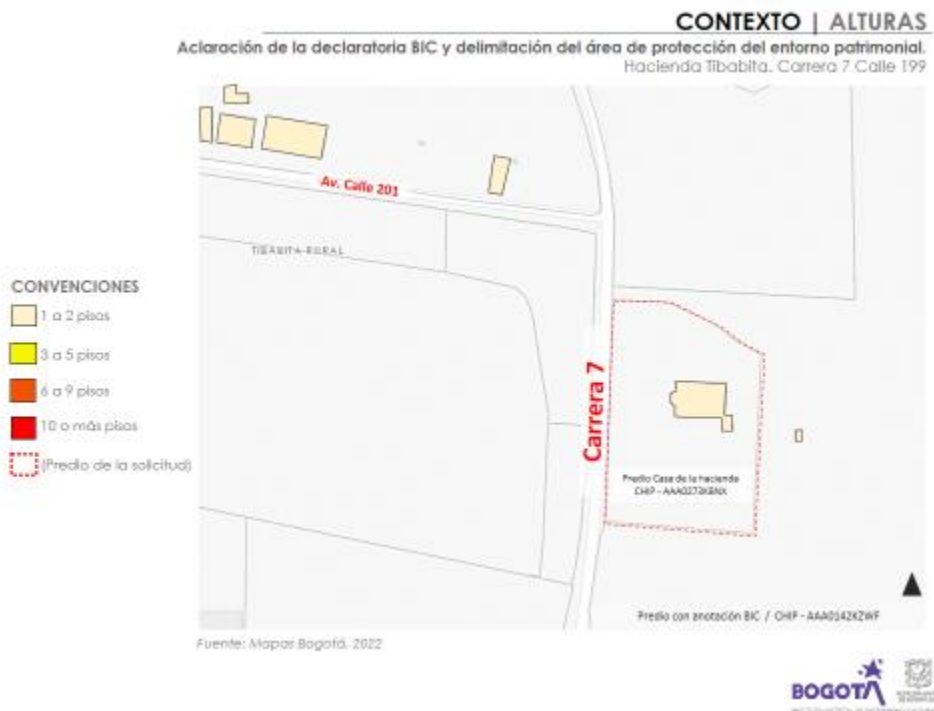 CONTEXTO | ALTURAS
Aclaración de la declaratoria BIC y delimitación del área de protección del entorno patrimonial.
Hacienda Tibabita. Carrera 7 Calle 199
Av. Calle 201
TIBABITA RURAL
CONVENCIONES
1 a 2 pisos
3 a 5 pisos
6 a 9 pisos
10 o más pisos
(Predio de la solicitud)
Carrera 7
Predio Casa de la hacienda
CHIP - AAA0273KBNX
Predio con anotación BIC / CHIP - AAA0142KZWF
Fuente: Mapas Bogotá, 2022
BOGOTÁ